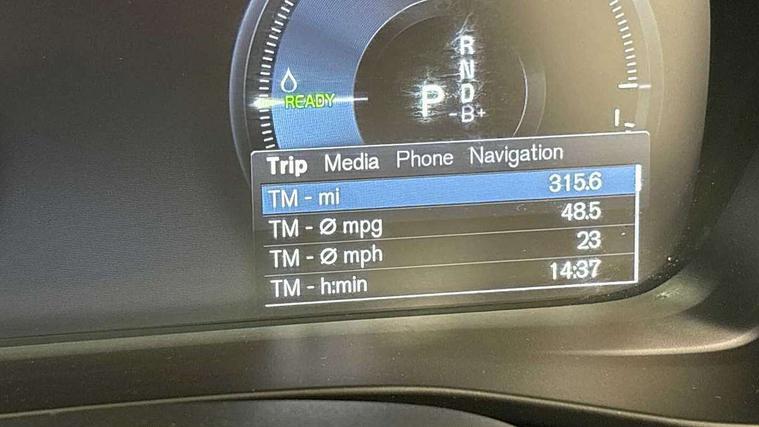 R
N
READY
P
D
-B+
Trip Media Phone Navigation
TM - mi 315.6
TM - Ø mpg 48.5
TM - Ø mph 23
TM - h:min 14:37